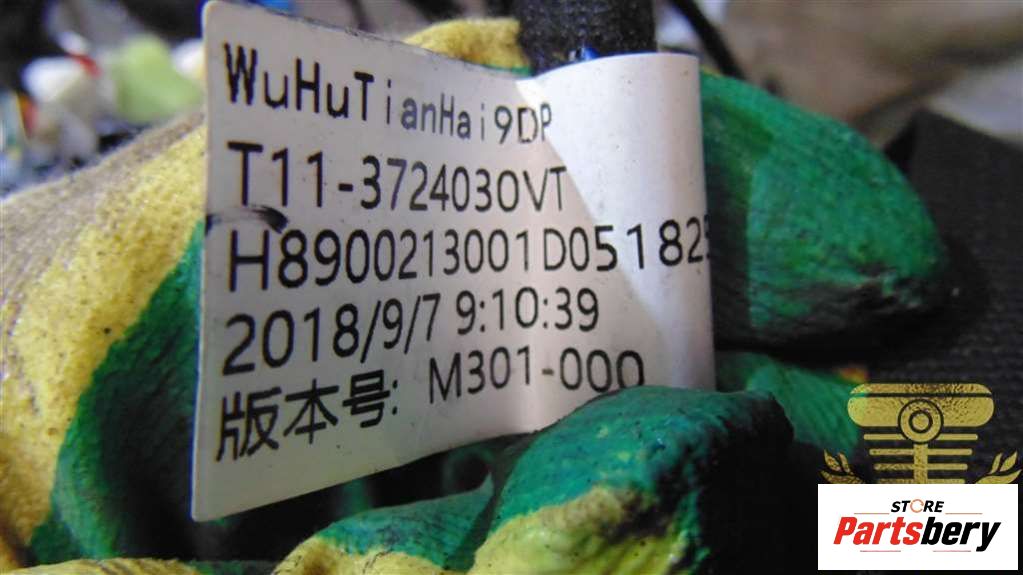 WuHuTianHai9DP
T11-3724030VT
H8900213001D05182
2018/9/7 9:10:39
版本号: M301-000
STORE
Partsbery